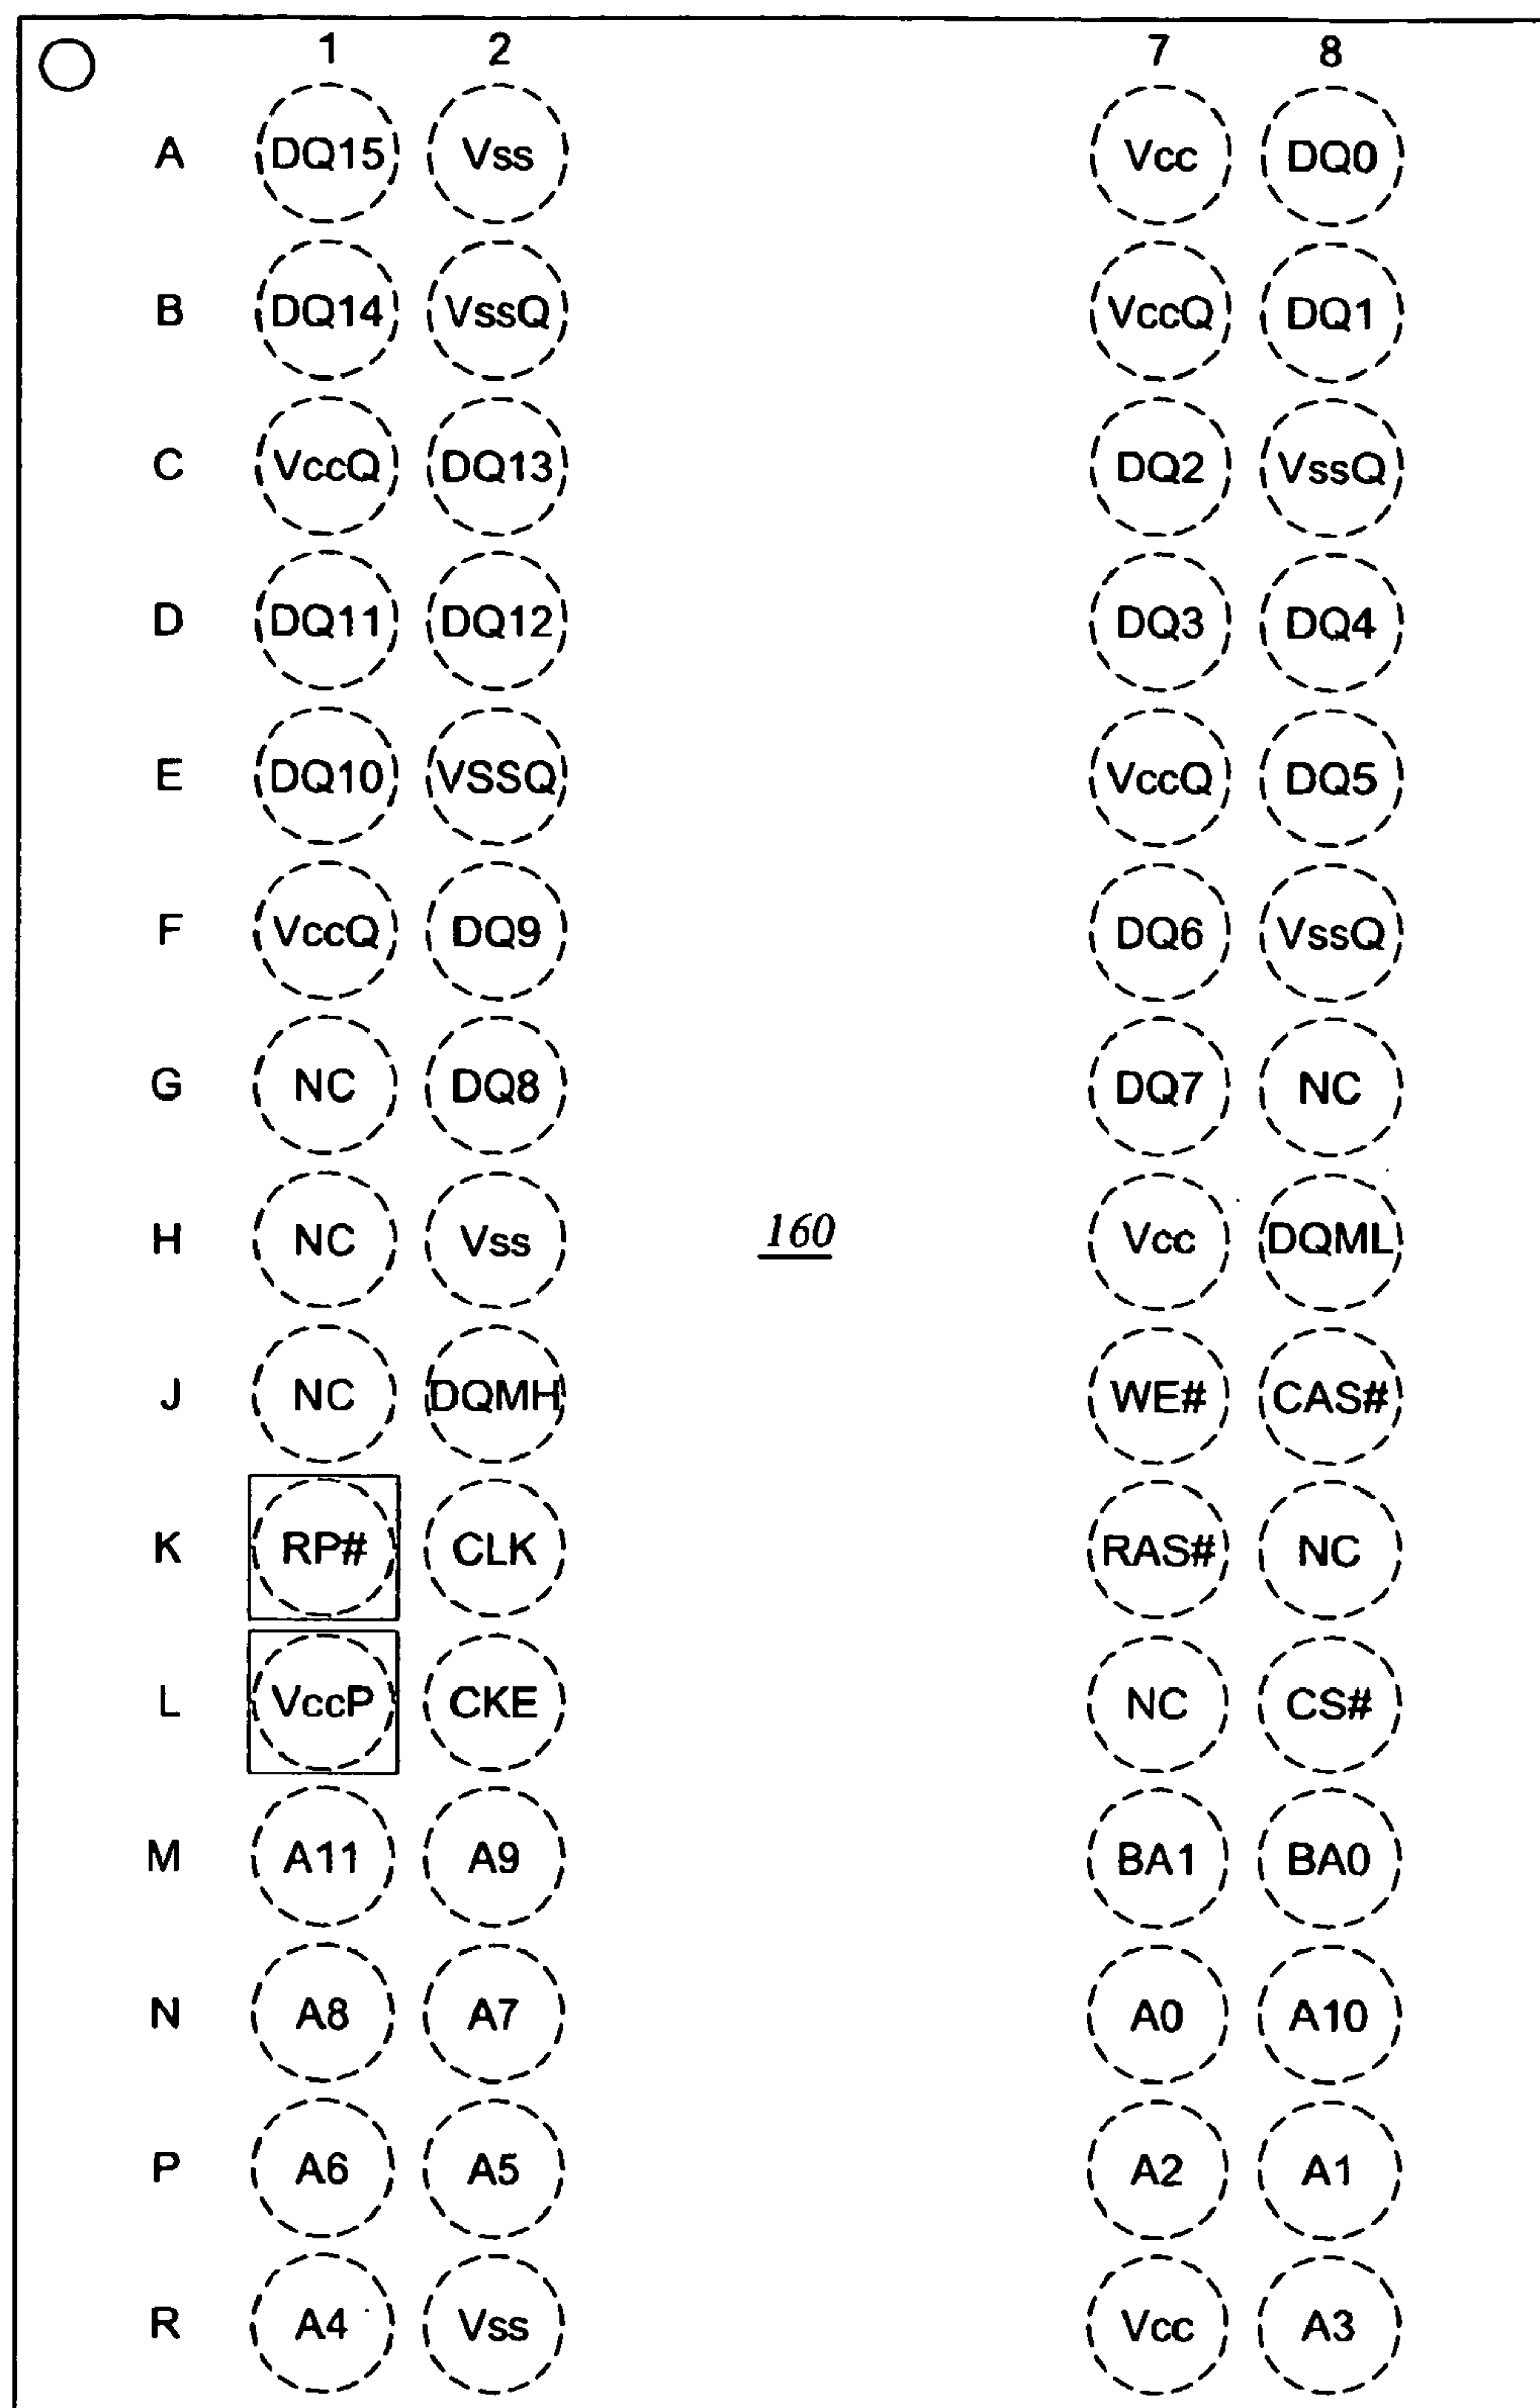 1 2 7 8
A DQ15 Vss Vcc DQ0
B DQ14 VssQ VccQ DQ1
C VccQ DQ13 DQ2 VssQ
D DQ11 DQ12 DQ3 DQ4
E DQ10 VSSQ VccQ DQ5
F VccQ DQ9 DQ6 VssQ
G NC DQ8 DQ7 NC
H NC Vss 160 Vcc DQML
J NC DQMH WE# CAS#
K RP# CLK RAS# NC
L VccP CKE NC CS#
M A11 A9 BA1 BA0
N A8 A7 A0 A10
P A6 A5 A2 A1
R A4 Vss Vcc A3